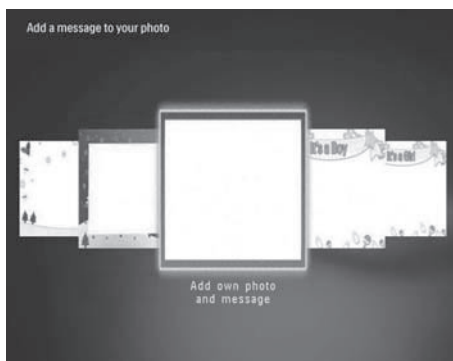 Add a message to your photo
It's a Boy
It's a Girl
Add own photo
and message